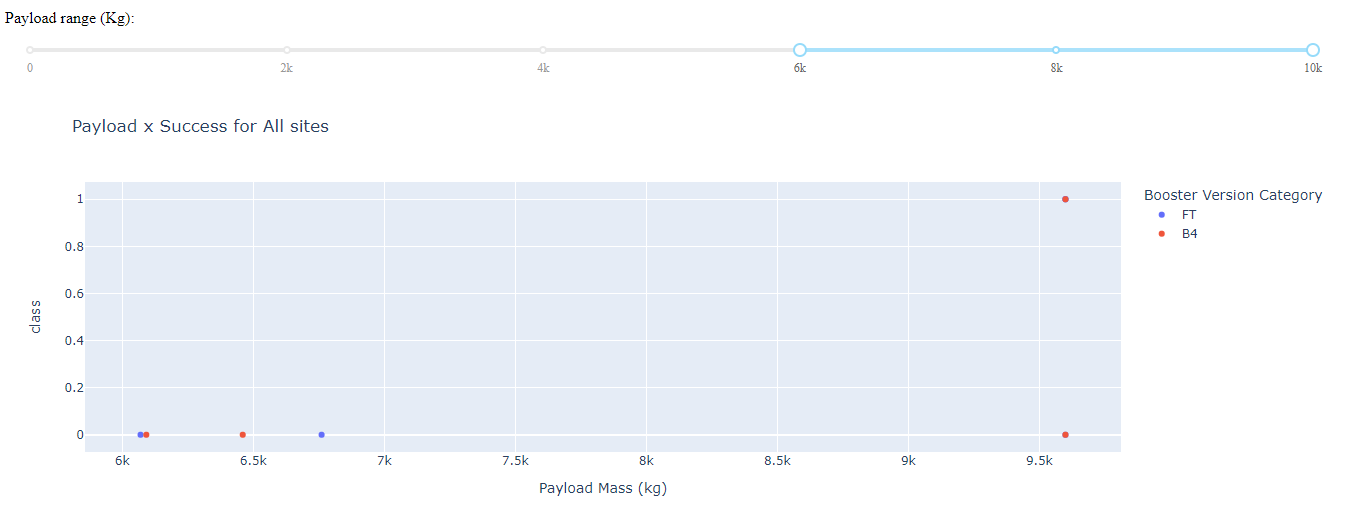 Payload range (Kg):
0 2k 4k 6k 8k 10k
Payload x Success for All sites
Booster Version Category
FT
B4
1
0.8
0.6
0.4
0.2
0
class
6k 6.5k 7k 7.5k 8k 8.5k 9k 9.5k
Payload Mass (kg)